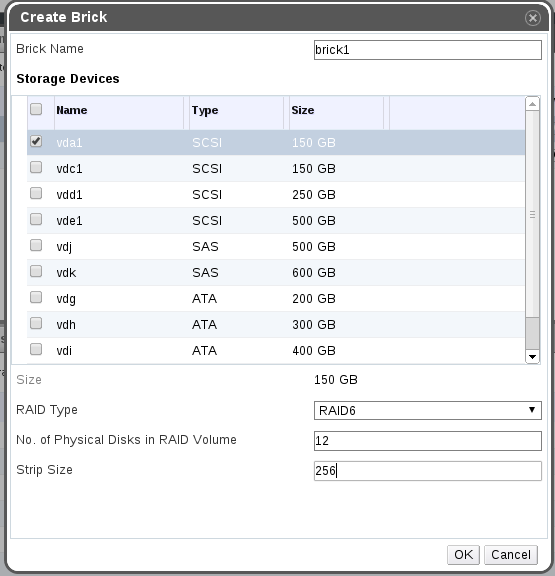 Create Brick
Brick Name brick1
Storage Devices
Name Type Size
vda1 SCSI 150 GB
vdc1 SCSI 150 GB
vdd1 SCSI 250 GB
vde1 SCSI 500 GB
vdj SAS 500 GB
vdk SAS 600 GB
vdg ATA 200 GB
vdh ATA 300 GB
vdi ATA 400 GB
Size 150 GB
RAID Type RAID6
No. of Physical Disks in RAID Volume 12
Strip Size 256
OK Cancel